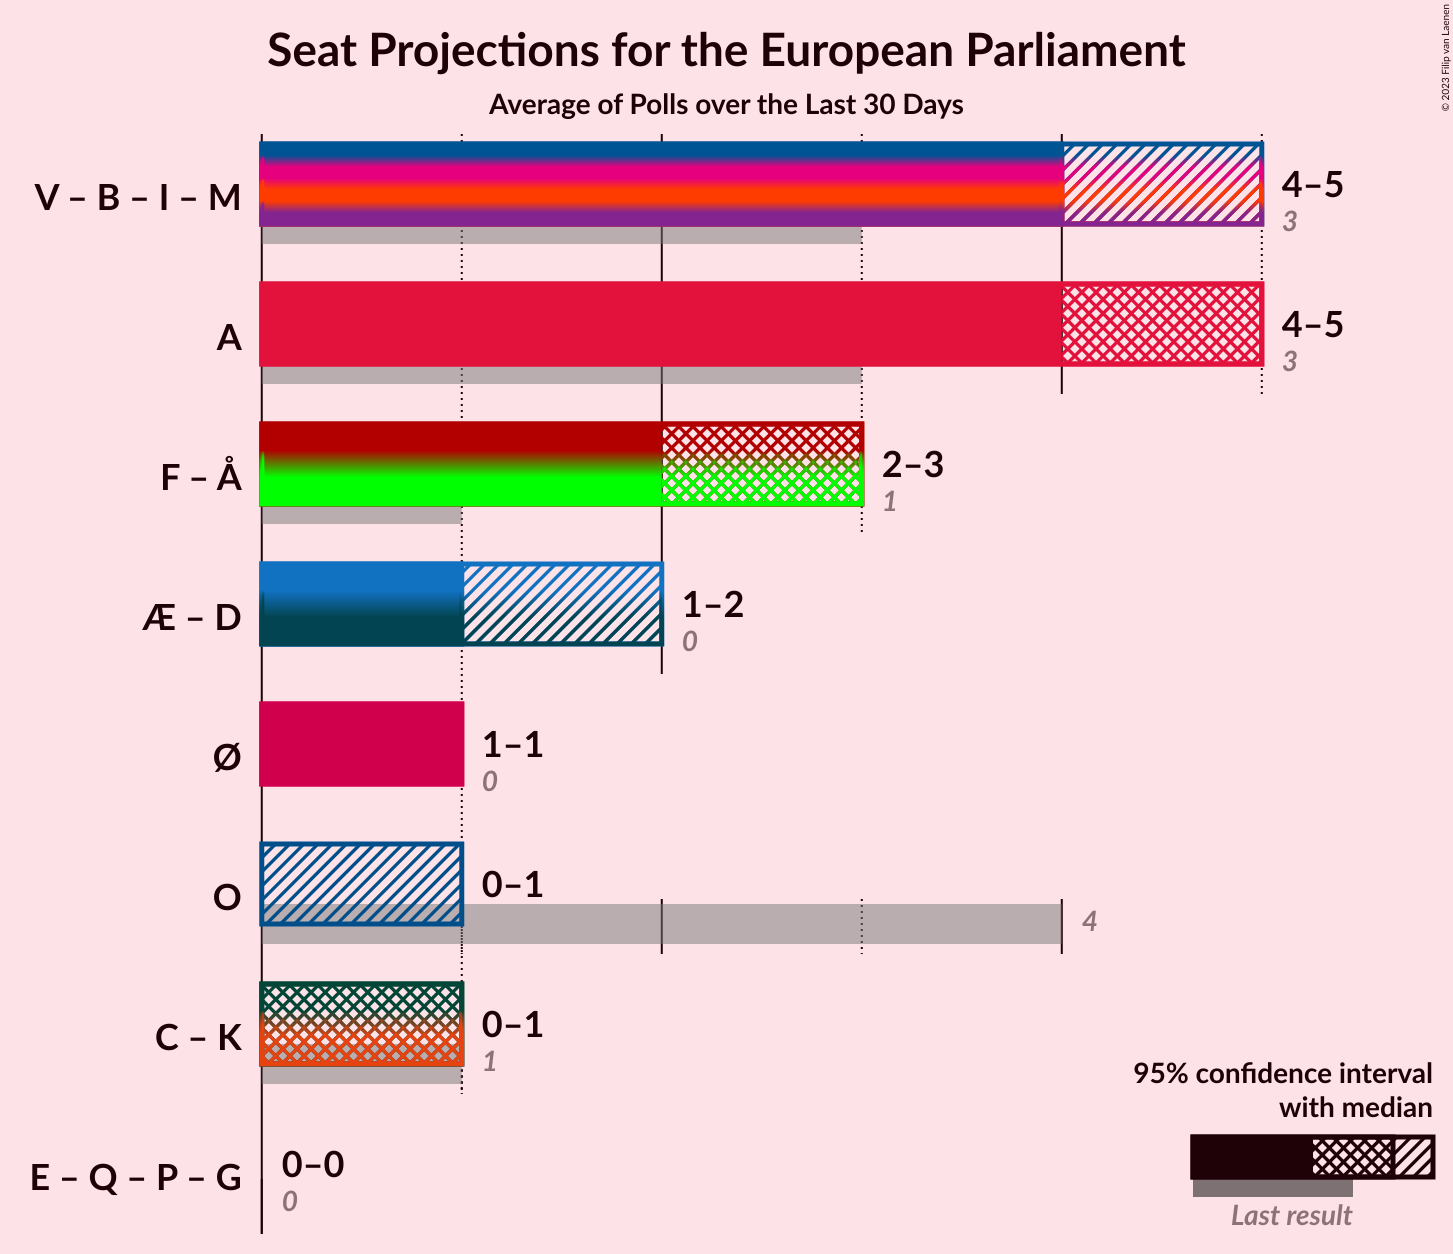 Seat Projections for the European Parliament
Average of Polls over the Last 30 Days
© 2023 Filip van Laenen
V – B – I – M
4–5
3
A
4–5
3
F – Å
2–3
1
Æ – D
1–2
0
Ø
1–1
0
O
0–1
4
C – K
0–1
1
E – Q – P – G
0–0
0
95% confidence interval
with median
Last result